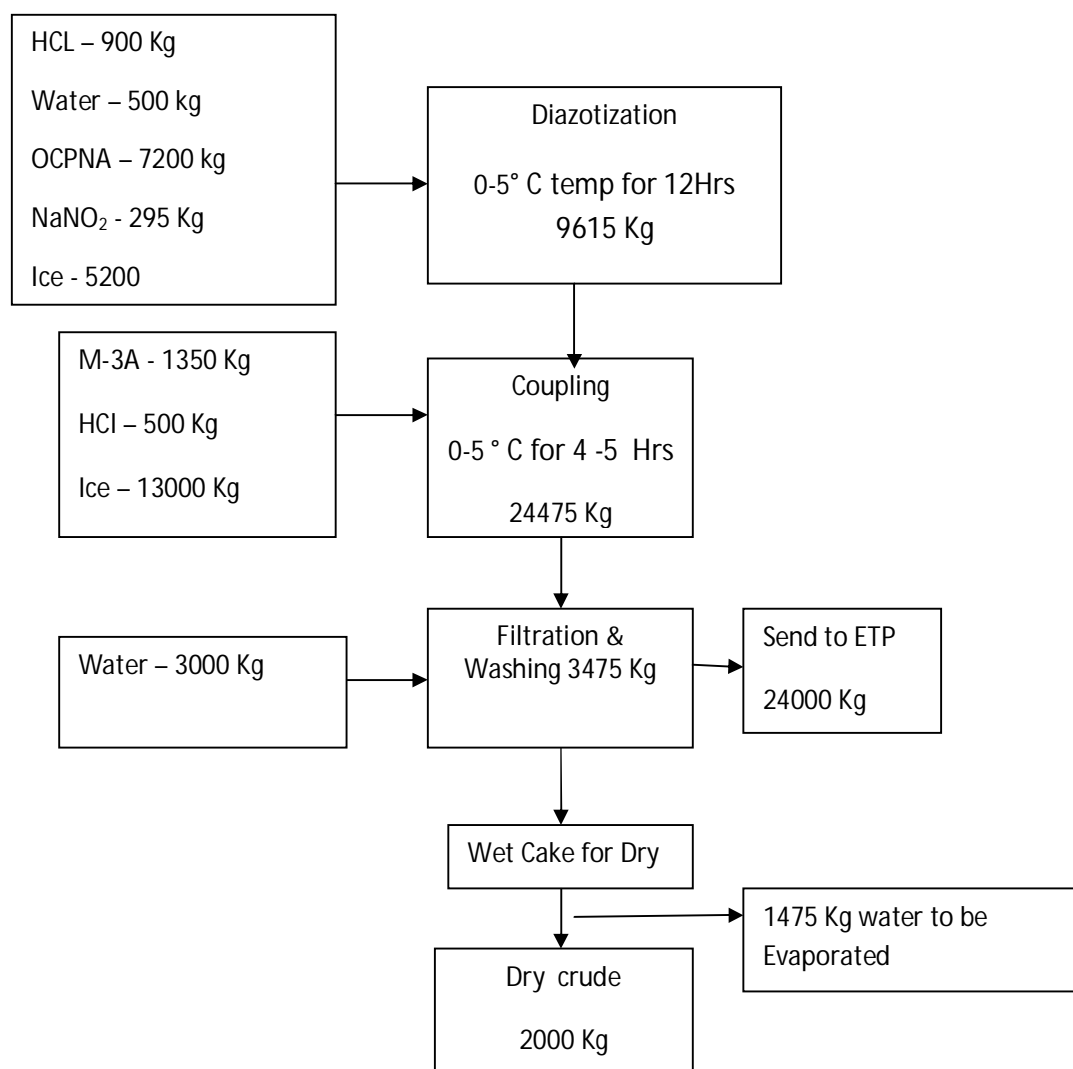 HCL – 900 Kg
Water – 500 kg
OCPNA – 7200 kg
NaNO₂ - 295 Kg
Ice - 5200
Diazotization
0-5° C temp for 12Hrs
9615 Kg
M-3A - 1350 Kg
HCl – 500 Kg
Ice – 13000 Kg
Coupling
0-5 ° C for 4 -5 Hrs
24475 Kg
Water – 3000 Kg
Filtration &
Washing 3475 Kg
Send to ETP
24000 Kg
Wet Cake for Dry
1475 Kg water to be
Evaporated
Dry crude
2000 Kg